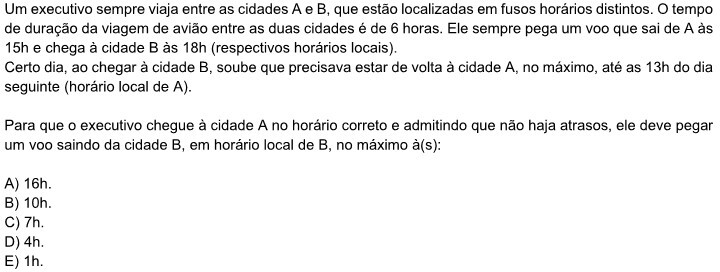 Um executivo sempre viaja entre as cidades A e B, que estão localizadas em fusos horários distintos. O tempo
de duração da viagem de avião entre as duas cidades é de 6 horas. Ele sempre pega um voo que sai de A às
15h e chega à cidade B às 18h (respectivos horários locais).
Certo dia, ao chegar à cidade B, soube que precisava estar de volta à cidade A, no máximo, até as 13h do dia
seguinte (horário local de A).
Para que o executivo chegue à cidade A no horário correto e admitindo que não haja atrasos, ele deve pegar
um voo saindo da cidade B, em horário local de B, no máximo à(s):
A) 16h.
B) 10h.
C) 7h.
D) 4h.
E) 1h.